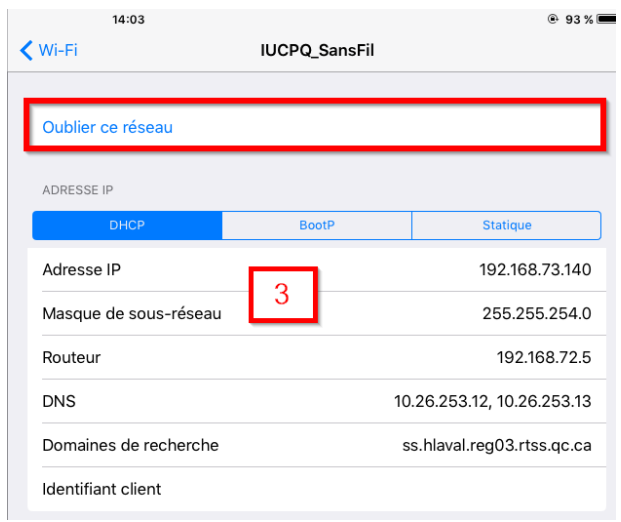 14:03 93 %
Wi-Fi IUCPQ_SansFil
Oublier ce réseau
ADRESSE IP
DHCP BootP Statique
Adresse IP 192.168.73.140
3
Masque de sous-réseau 255.255.254.0
Routeur 192.168.72.5
DNS 10.26.253.12, 10.26.253.13
Domaines de recherche ss.hlaval.reg03.rtss.qc.ca
Identifiant client